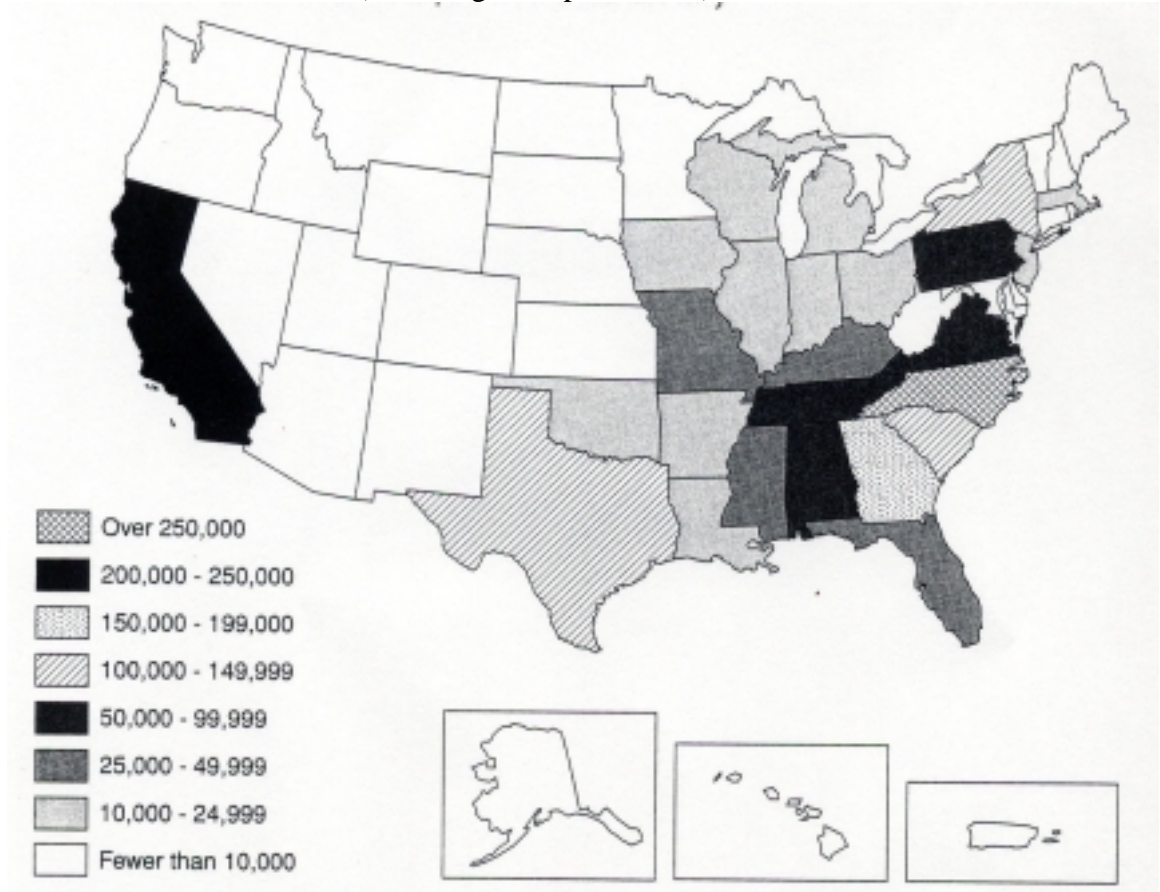 Over 250,000
200,000 - 250,000
150,000 - 199,000
100,000 - 149,999
50,000 - 99,999
25,000 - 49,999
10,000 - 24,999
Fewer than 10,000